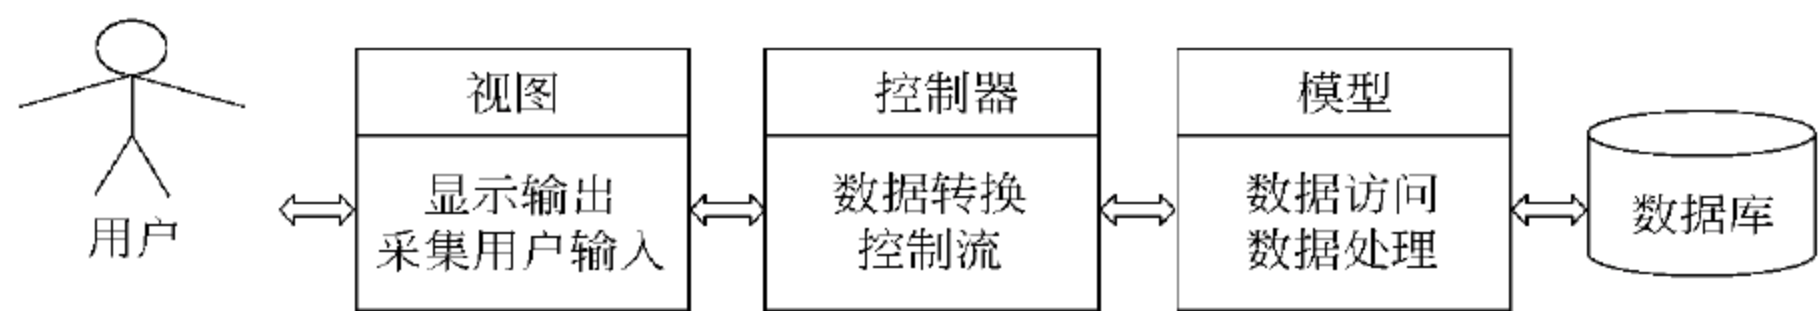 用户
视图
显示输出
采集用户输入
控制器
数据转换
控制流
模型
数据访问
数据处理
数据库